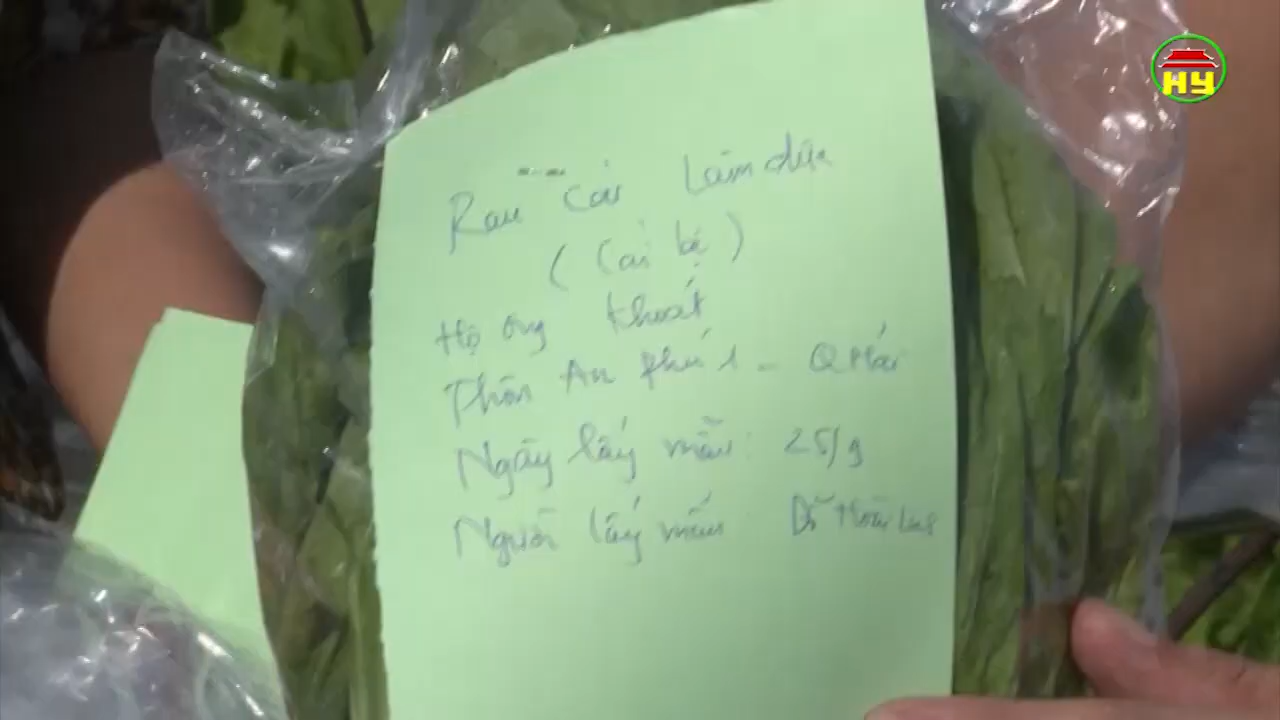 HY
Rau cải làm dưa
(Cải bẹ)
Hộ ông Khoát
Thôn An Phú 1 -
Ngày lấy mẫu: 25/9
Người lấy mẫu